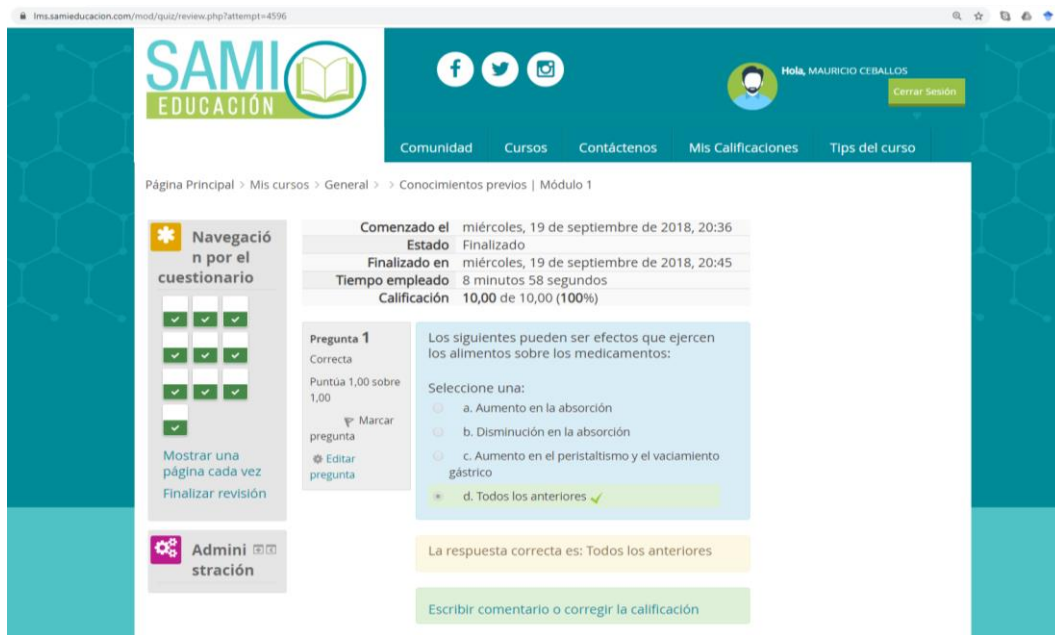 lms.samieducacion.com/mod/quiz/review.php?attempt=4596
SAMI
EDUCACIÓN
Hola, MAURICIO CEBALLOS
Cerrar Sesión
Comunidad Cursos Contáctenos Mis Calificaciones Tips del curso
Página Principal > Mis cursos > General > > Conocimientos previos | Módulo 1
Navegació
n por el
cuestionario
Mostrar una
página cada vez
Finalizar revisión
Admini
stración
Comenzado el miércoles, 19 de septiembre de 2018, 20:36
Estado Finalizado
Finalizado en miércoles, 19 de septiembre de 2018, 20:45
Tiempo empleado 8 minutos 58 segundos
Calificación 10,00 de 10,00 (100%)
Pregunta 1
Correcta
Puntúa 1,00 sobre
1,00
Marcar
pregunta
Editar
pregunta
Los siguientes pueden ser efectos que ejercen
los alimentos sobre los medicamentos:
Seleccione una:
a. Aumento en la absorción
b. Disminución en la absorción
c. Aumento en el peristaltismo y el vaciamiento
gástrico
d. Todos los anteriores
La respuesta correcta es: Todos los anteriores
Escribir comentario o corregir la calificación